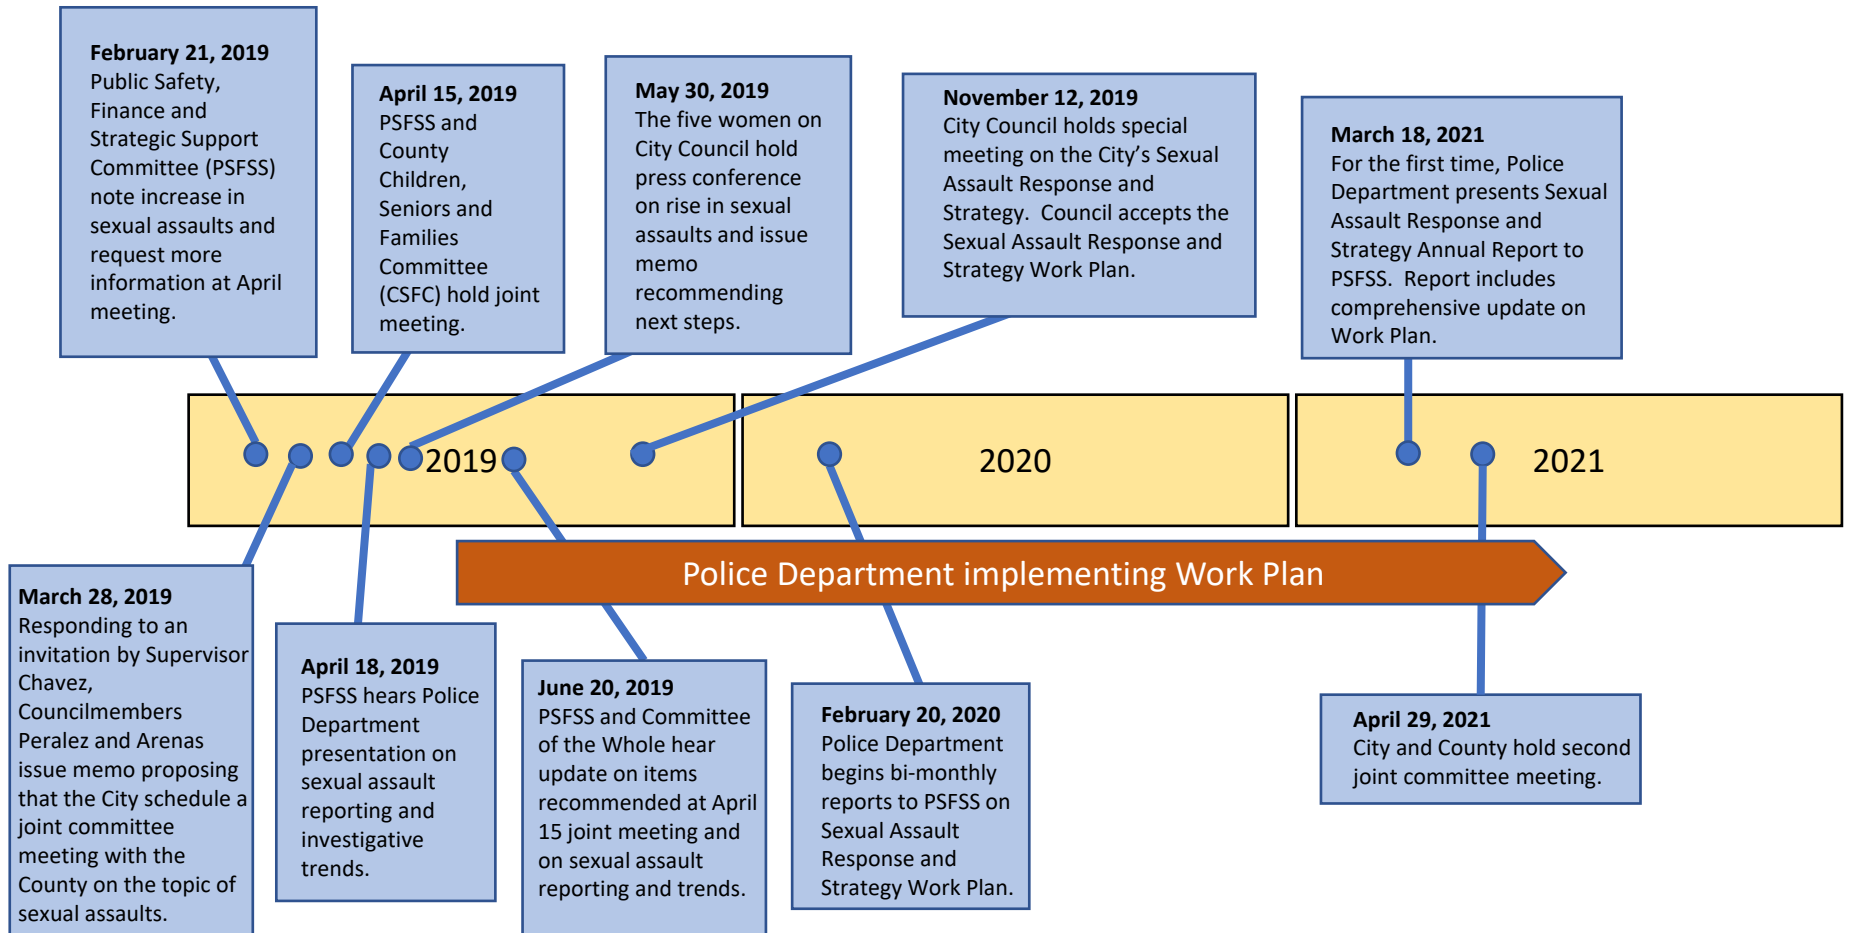 February 21, 2019
Public Safety,
Finance and
Strategic Support
Committee (PSFSS)
note increase in
sexual assaults and
request more
information at April
meeting.
April 15, 2019
PSFSS and
County
Children,
Seniors and
Families
Committee
(CSFC) hold joint
meeting.
May 30, 2019
The five women on
City Council hold
press conference
on rise in sexual
assaults and issue
memo
recommending
next steps.
November 12, 2019
City Council holds special
meeting on the City’s Sexual
Assault Response and
Strategy.  Council accepts the
Sexual Assault Response and
Strategy Work Plan.
March 18, 2021
For the first time, Police
Department presents Sexual
Assault Response and
Strategy Annual Report to
PSFSS.  Report includes
comprehensive update on
Work Plan.
2019
2020
2021
Police Department implementing Work Plan
March 28, 2019
Responding to an
invitation by Supervisor
Chavez,
Councilmembers
Peralez and Arenas
issue memo proposing
that the City schedule a
joint committee
meeting with the
County on the topic of
sexual assaults.
April 18, 2019
PSFSS hears Police
Department
presentation on
sexual assault
reporting and
investigative
trends.
June 20, 2019
PSFSS and Committee
of the Whole hear
update on items
recommended at April
15 joint meeting and
on sexual assault
reporting and trends.
February 20, 2020
Police Department
begins bi-monthly
reports to PSFSS on
Sexual Assault
Response and
Strategy Work Plan.
April 29, 2021
City and County hold second
joint committee meeting.